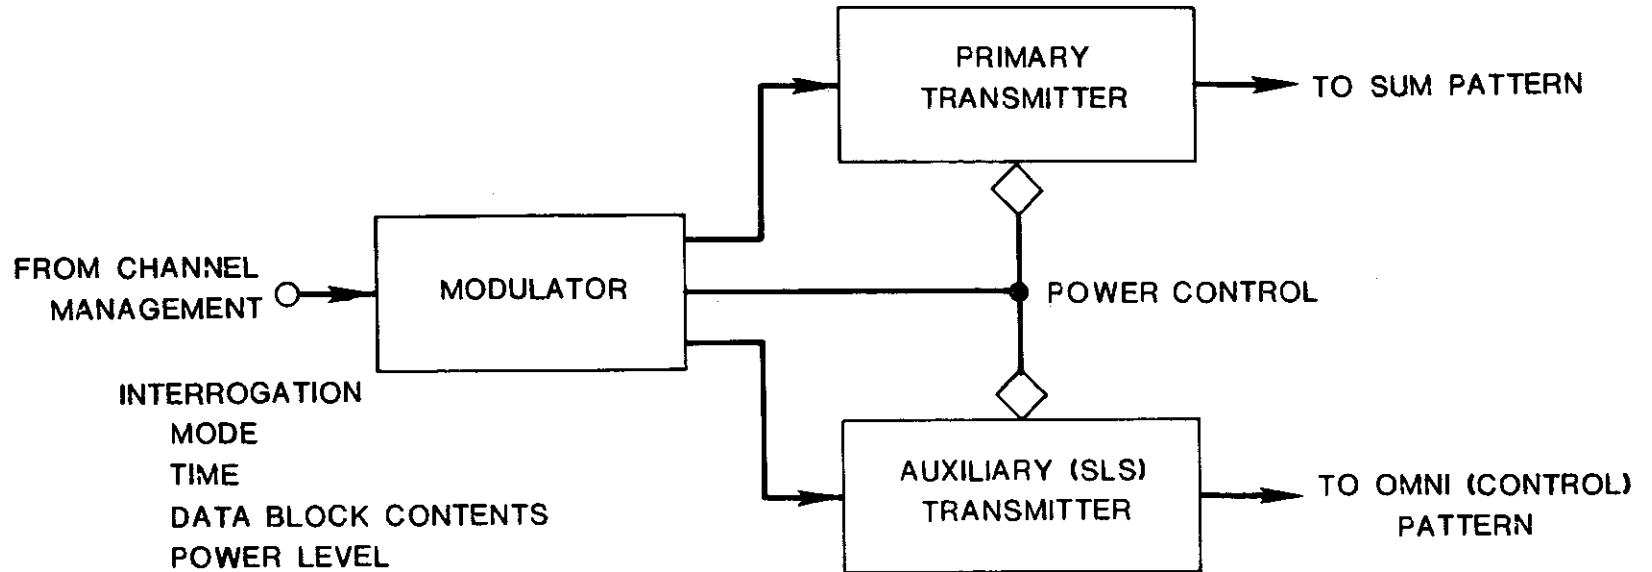 PRIMARY
TRANSMITTER
TO SUM PATTERN
FROM CHANNEL
MANAGEMENT
MODULATOR
POWER CONTROL
INTERROGATION
MODE
TIME
DATA BLOCK CONTENTS
POWER LEVEL
AUXILIARY (SLS)
TRANSMITTER
TO OMNI (CONTROL)
PATTERN